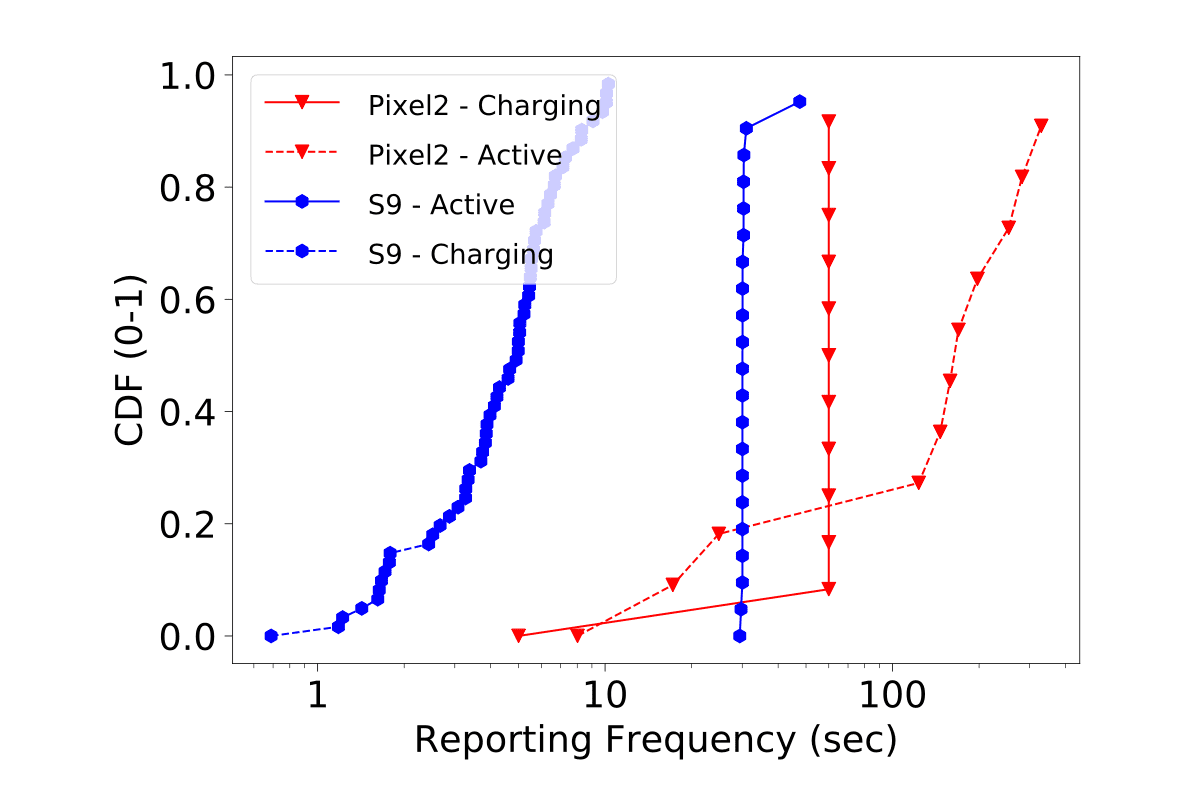 CDF (0-1)
1.0
0.8
0.6
0.4
0.2
0.0
Pixel2 - Charging
Pixel2 - Active
S9 - Active
S9 - Charging
1
10
100
Reporting Frequency (sec)